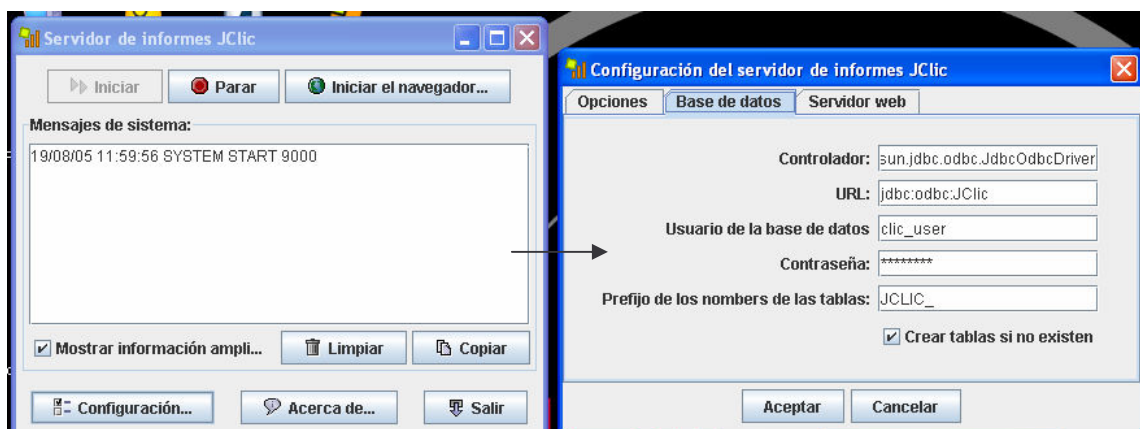 Servidor de informes JClic
Iniciar
Parar
Iniciar el navegador...
Mensajes de sistema:
19/08/05 11:59:56 SYSTEM START 9000
Mostrar información ampli...
Limpiar
Copiar
Configuración...
Acerca de...
Salir
Configuración del servidor de informes JClic
Opciones
Base de datos
Servidor web
Controlador: sun.jdbc.odbc.JdbcOdbcDriver
URL: jdbc:odbc:JClic
Usuario de la base de datos clic_user
Contraseña: ********
Prefijo de los nombers de las tablas: JCLIC_
Crear tablas si no existen
Aceptar
Cancelar